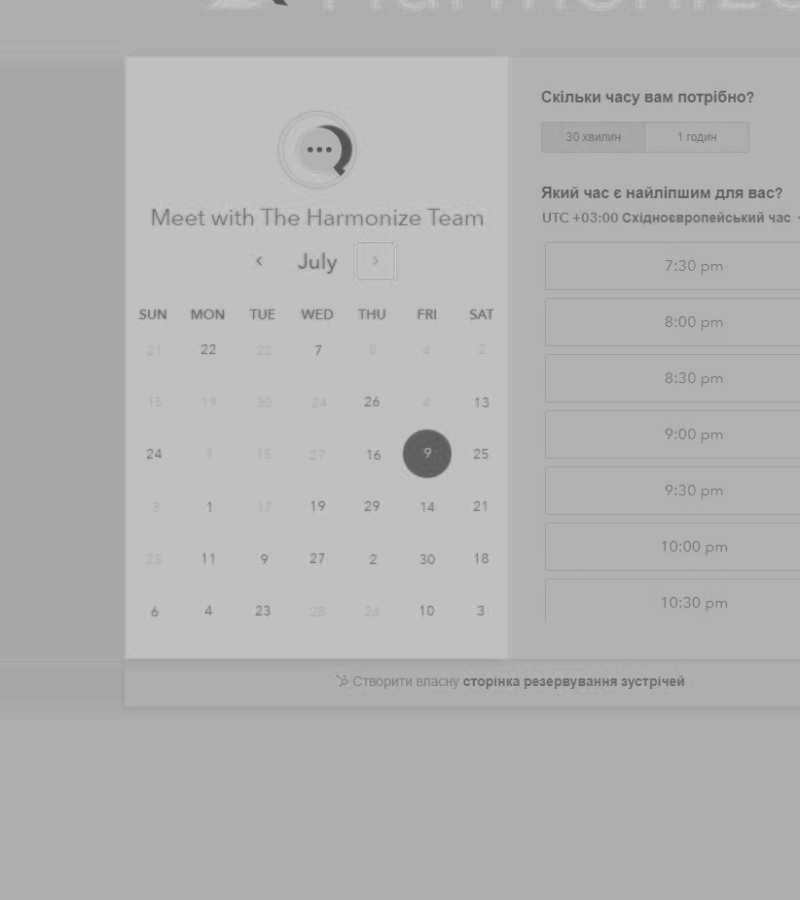 Harmonize
Meet with The Harmonize Team
July
SUN MON TUE WED THU FRI SAT
21 22 22 7 8 4 2
15 19 30 24 26 4 13
24 7 15 27 16 9 25
3 1 17 19 29 14 21
25 11 9 27 2 30 18
6 4 23 28 26 10 3
Скільки часу вам потрібно?
30 хвилин 1 годин
Який час є найліпшим для вас?
UTC +03:00 Східноєвропейський час
7:30 pm
8:00 pm
8:30 pm
9:00 pm
9:30 pm
10:00 pm
10:30 pm
Створити власну сторінка резервування зустрічей